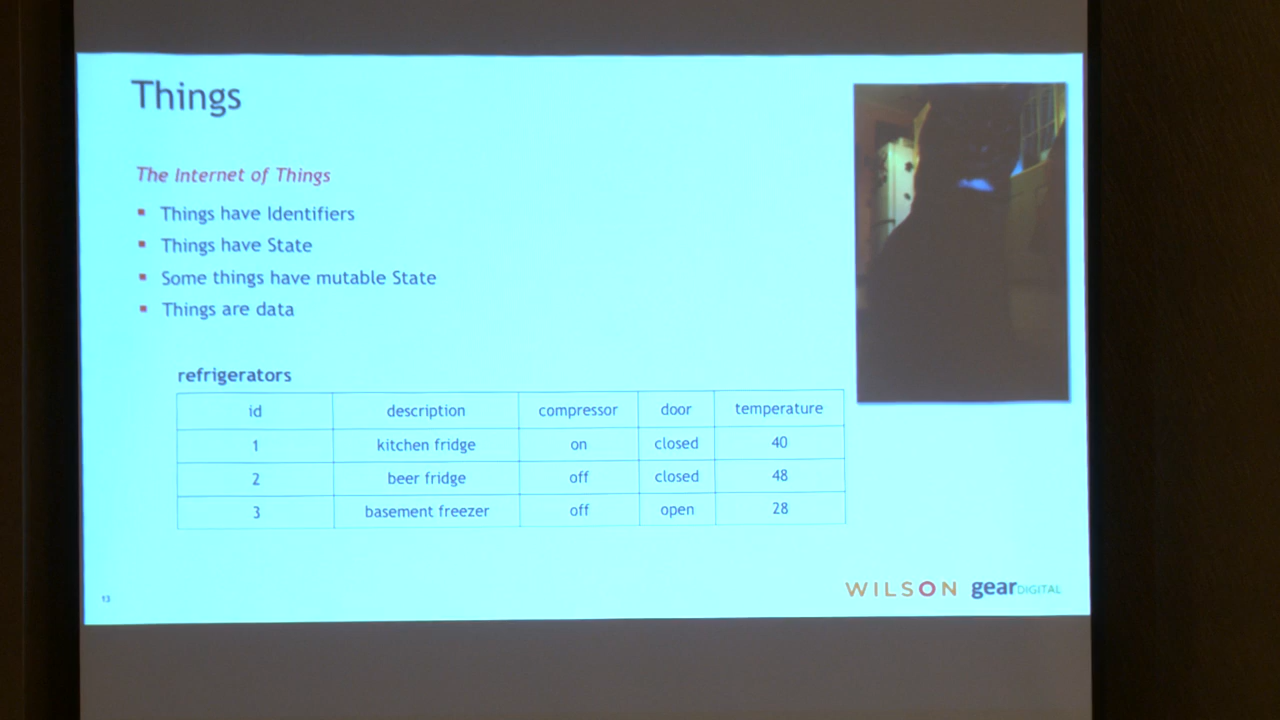 Things
The Internet of Things
Things have Identifiers
Things have State
Some things have mutable State
Things are data
refrigerators
id description compressor door temperature
1 kitchen fridge on closed 40
2 beer fridge off closed 48
3 basement freezer off open 28
13
WILSON gearDIGITAL